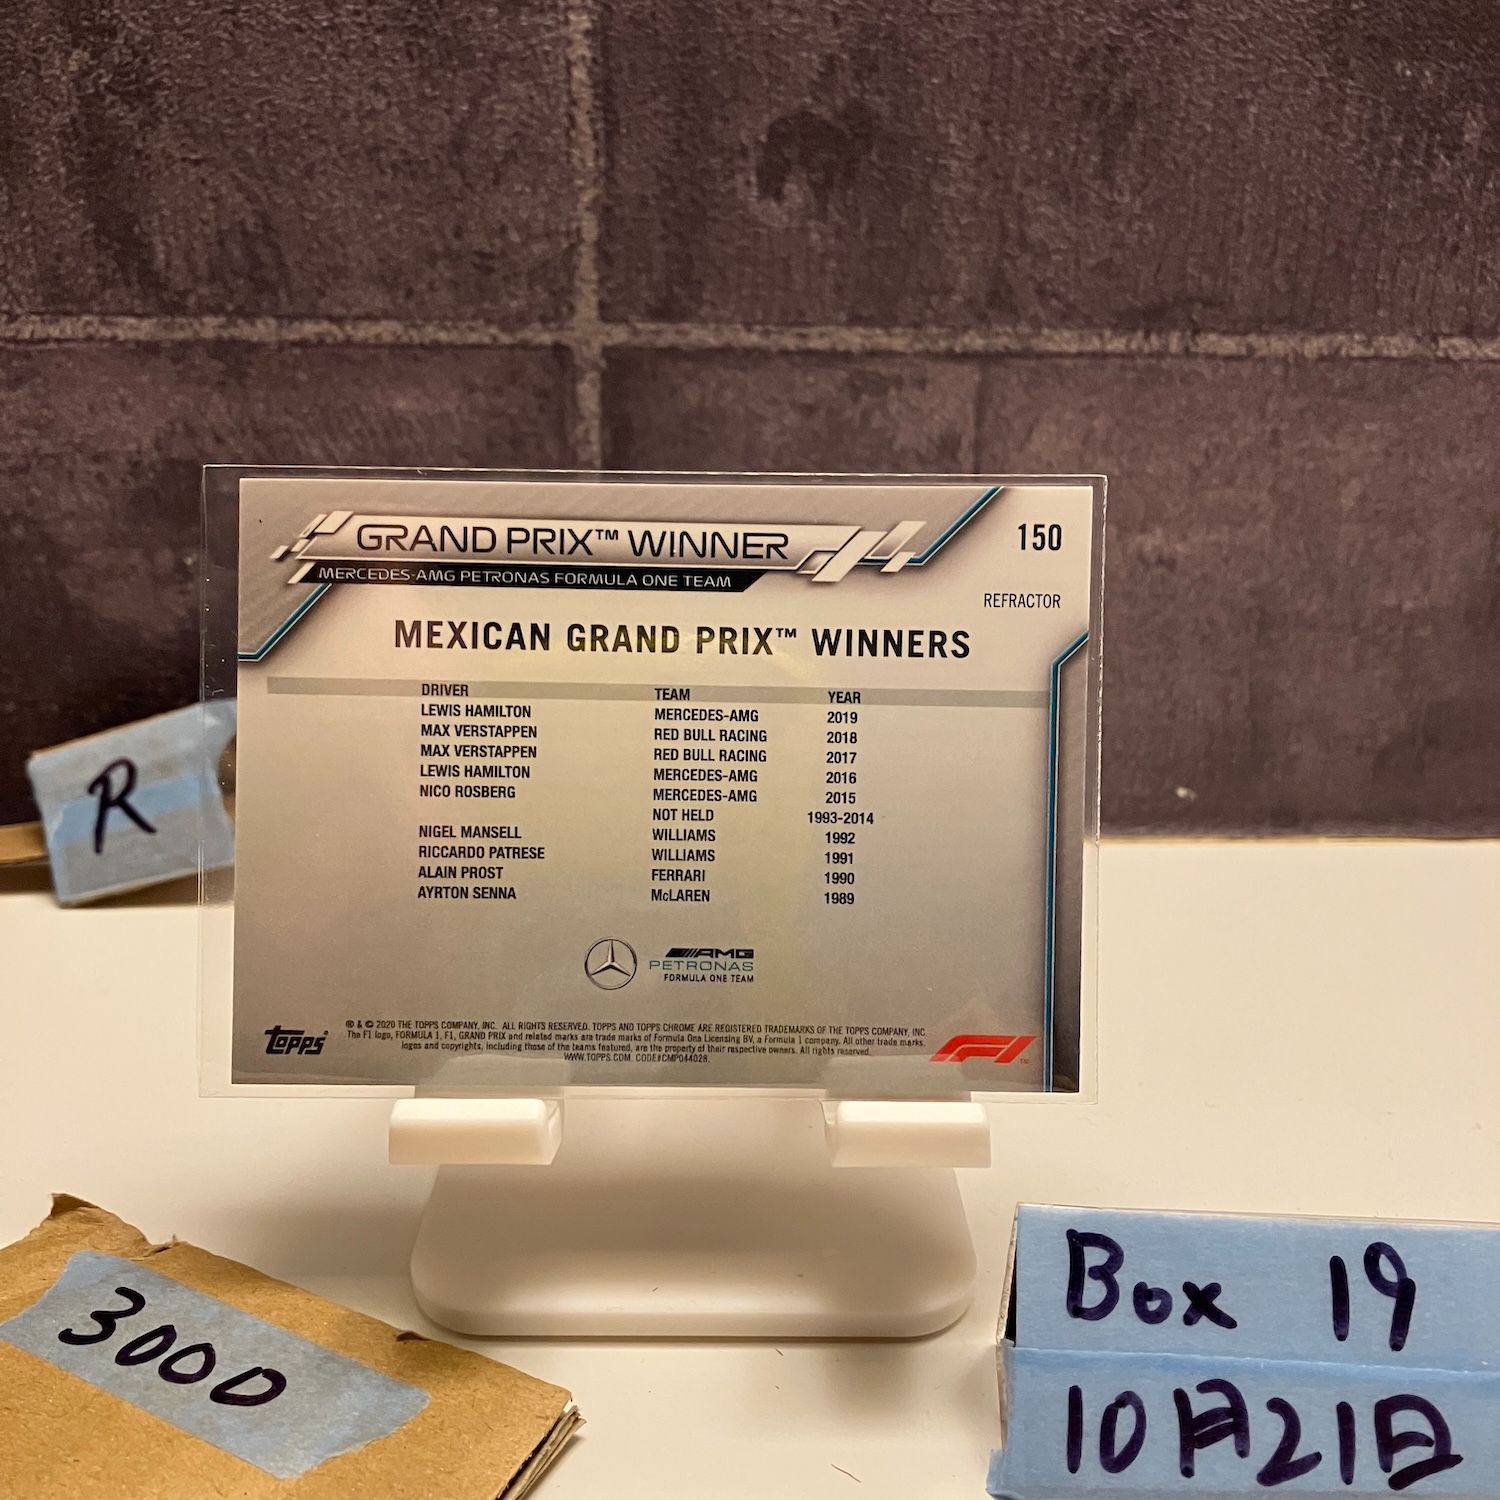 GRAND PRIX™ WINNER
150
MERCEDES-AMG PETRONAS FORMULA ONE TEAM
REFRACTOR
MEXICAN GRAND PRIX™ WINNERS
DRIVER TEAM YEAR
LEWIS HAMILTON MERCEDES-AMG 2019
MAX VERSTAPPEN RED BULL RACING 2018
MAX VERSTAPPEN RED BULL RACING 2017
LEWIS HAMILTON MERCEDES-AMG 2016
NICO ROSBERG MERCEDES-AMG 2015
NOT HELD 1993-2014
NIGEL MANSELL WILLIAMS 1992
RICCARDO PATRESE WILLIAMS 1991
ALAIN PROST FERRARI 1990
AYRTON SENNA McLAREN 1989
AMG
PETRONAS
FORMULA ONE TEAM
topps®
® & © 2020 THE TOPPS COMPANY, INC. ALL RIGHTS RESERVED. TOPPS AND TOPPS CHROME ARE REGISTERED TRADEMARKS OF THE TOPPS COMPANY, INC.
The F1 logo, FORMULA 1, F1, GRAND PRIX and related marks are trade marks of Formula One Licensing BV, a Formula 1 company. All other trade marks,
logos and copyrights, including those of the teams featured, are the property of their respective owners. All rights reserved.
WWW.TOPPS.COM. CODE#CMP044028.
F1™
R
3000
Box 19
10月21日